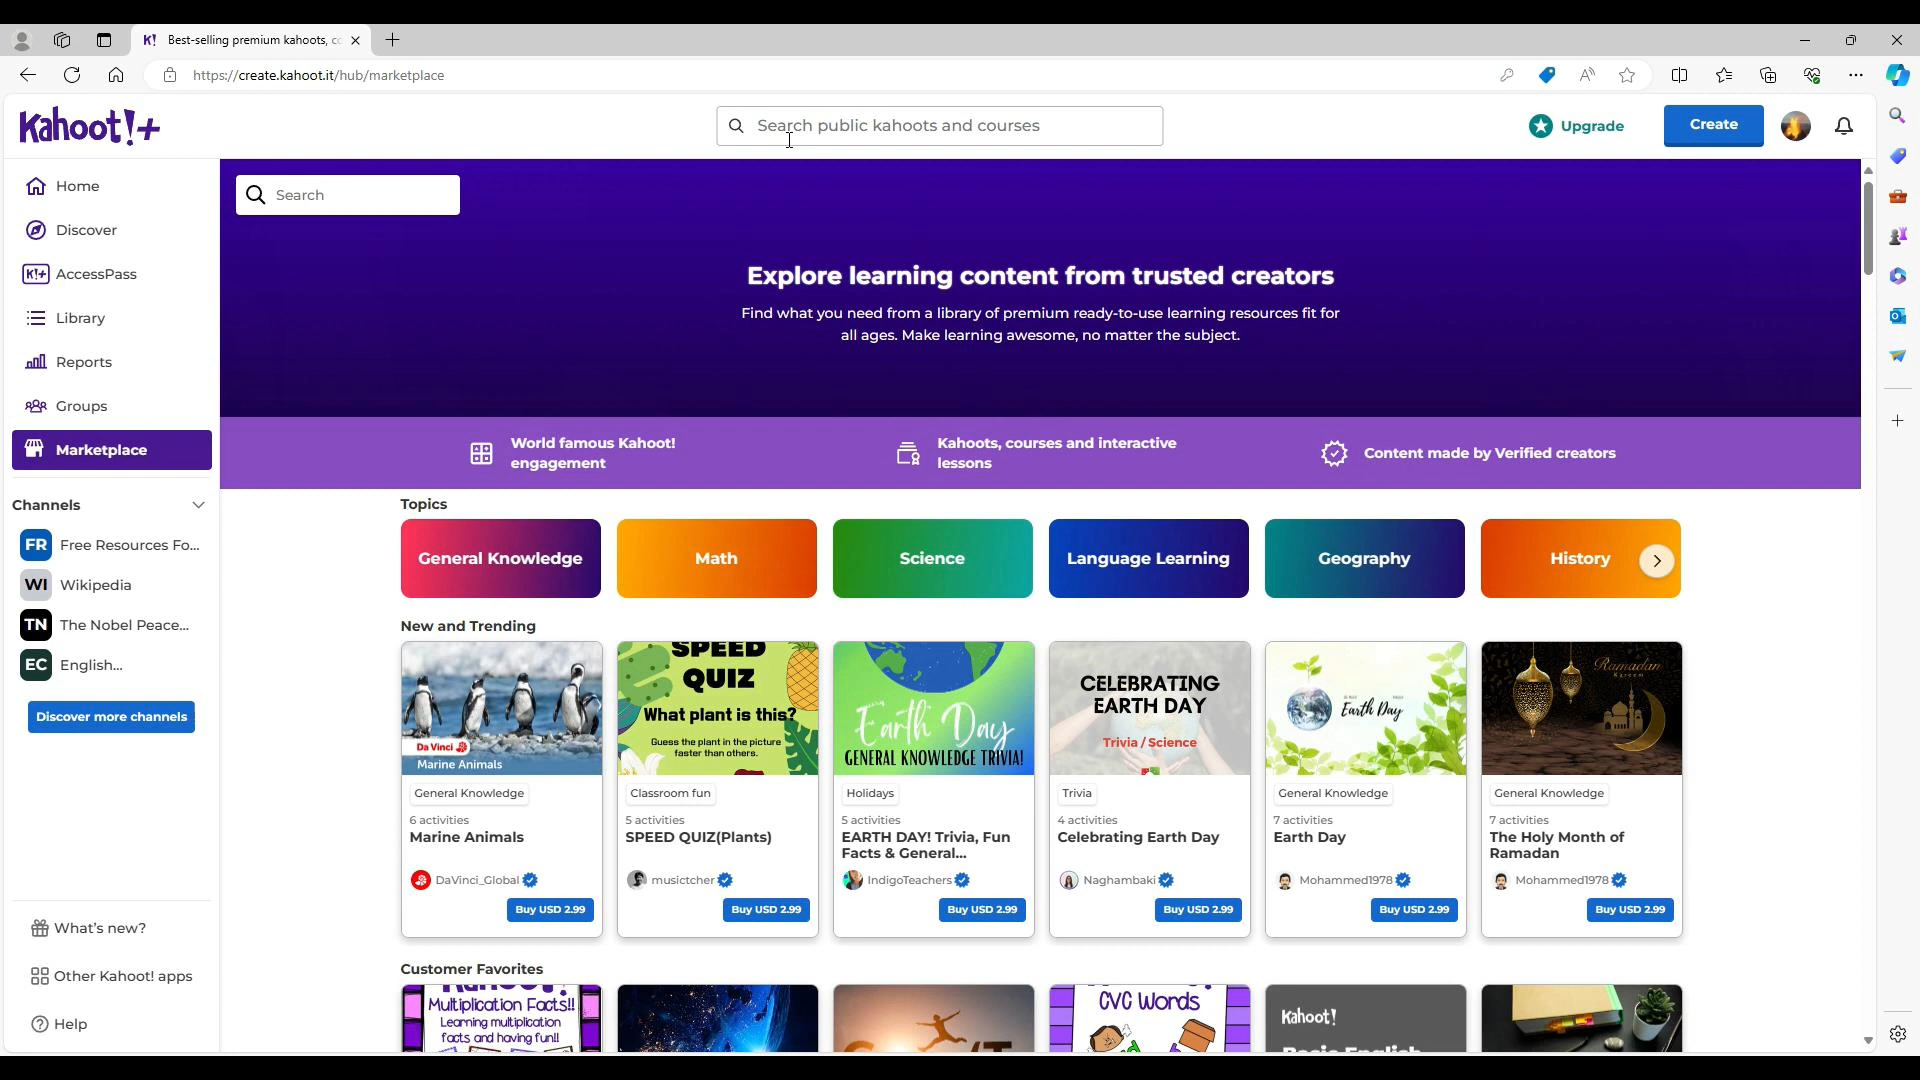 K! Best-selling premium kahoots, cc
https://create.kahoot.it/hub/marketplace
Kahoot!+
Search public kahoots and courses
Upgrade
Create
Home
Discover
K!+ AccessPass
Library
Reports
Groups
Marketplace
Channels
FR Free Resources Fo...
WI Wikipedia
TN The Nobel Peace...
EC English...
Discover more channels
What's new?
Other Kahoot! apps
Help
Search
Explore learning content from trusted creators
Find what you need from a library of premium ready-to-use learning resources fit for
all ages. Make learning awesome, no matter the subject.
World famous Kahoot!
engagement
Kahoots, courses and interactive
lessons
Content made by Verified creators
Topics
General Knowledge
Math
Science
Language Learning
Geography
History
New and Trending
Da Vinci
Marine Animals
General Knowledge
6 activities
Marine Animals
DaVinci_Global
Buy USD 2.99
SPEED
QUIZ
What plant is this?
Guess the plant in the picture
faster than others.
Classroom fun
5 activities
SPEED QUIZ(Plants)
musictcher
Buy USD 2.99
Earth Day
GENERAL KNOWLEDGE TRIVIA!
Holidays
5 activities
EARTH DAY! Trivia, Fun
Facts & General...
IndigoTeachers
Buy USD 2.99
CELEBRATING
EARTH DAY
Trivia / Science
Trivia
4 activities
Celebrating Earth Day
Naghambaki
Buy USD 2.99
Earth Day
General Knowledge
7 activities
Earth Day
Mohammed1978
Buy USD 2.99
Ramadan
Kareem
General Knowledge
7 activities
The Holy Month of
Ramadan
Mohammed1978
Buy USD 2.99
Customer Favorites
Kahoot!
Multiplication Facts!!
Learning multiplication
facts and having fun!!
CVC Words
Kahoot!
Basic English